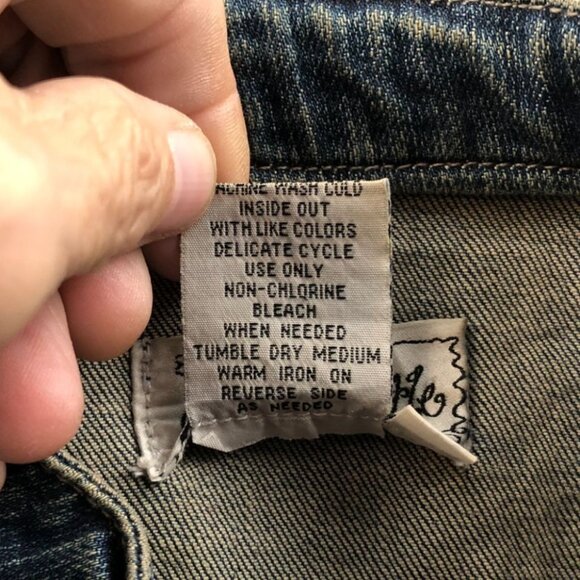 MACHINE WASH COLD
INSIDE OUT
WITH LIKE COLORS
DELICATE CYCLE
USE ONLY
NON-CHLORINE
BLEACH
WHEN NEEDED
TUMBLE DRY MEDIUM
WARM IRON ON
REVERSE SIDE
AS NEEDED